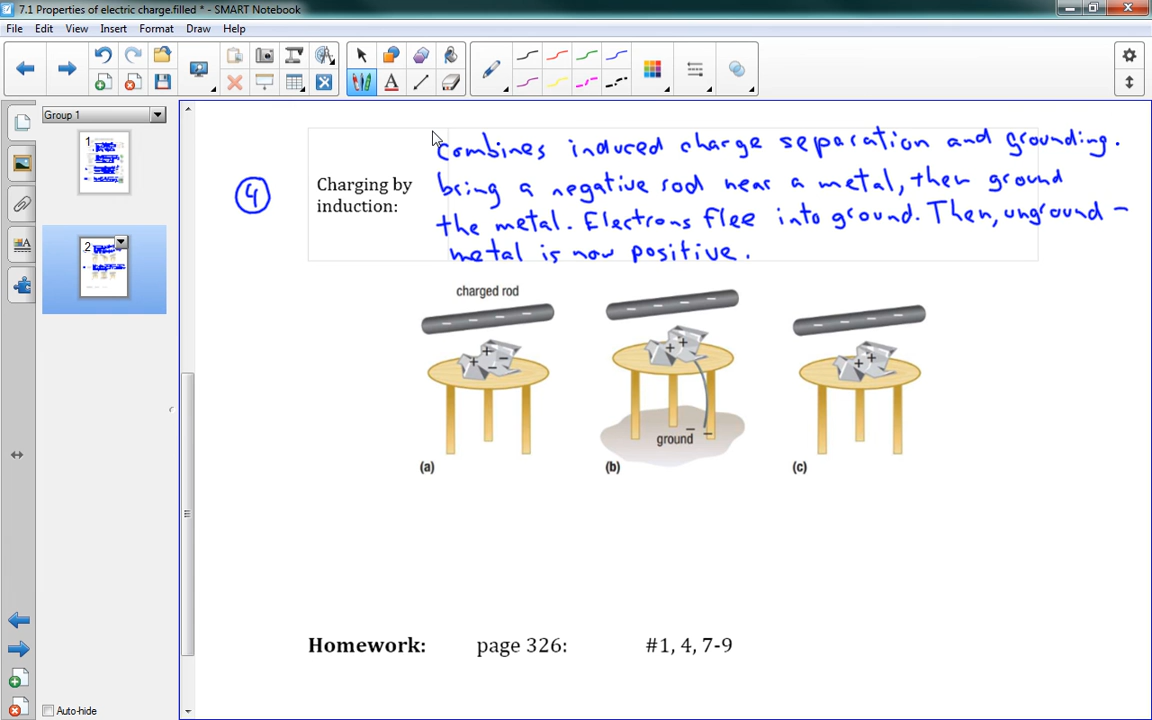 7.1 Properties of electric charge.filled * - SMART Notebook
File Edit View Insert Format Draw Help
Group 1
1
2
Combines induced charge separation and grounding.
④ Charging by induction:
bring a negative rod near a metal, then ground
the metal. Electrons flee into ground. Then, unground –
metal is now positive.
charged rod
ground
(a) (b) (c)
Homework: page 326: #1, 4, 7-9
Auto-hide